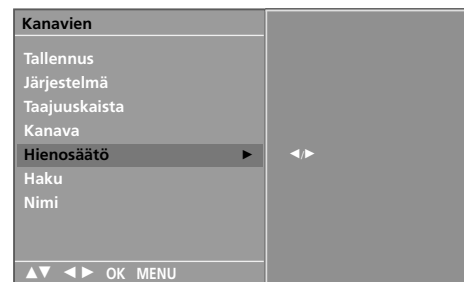 Kanavien
Tallennus
Järjestelmä
Taajuuskaista
Kanava
Hienosäätö ► ◄/►
Haku
Nimi
▲▼ ◄► OK MENU